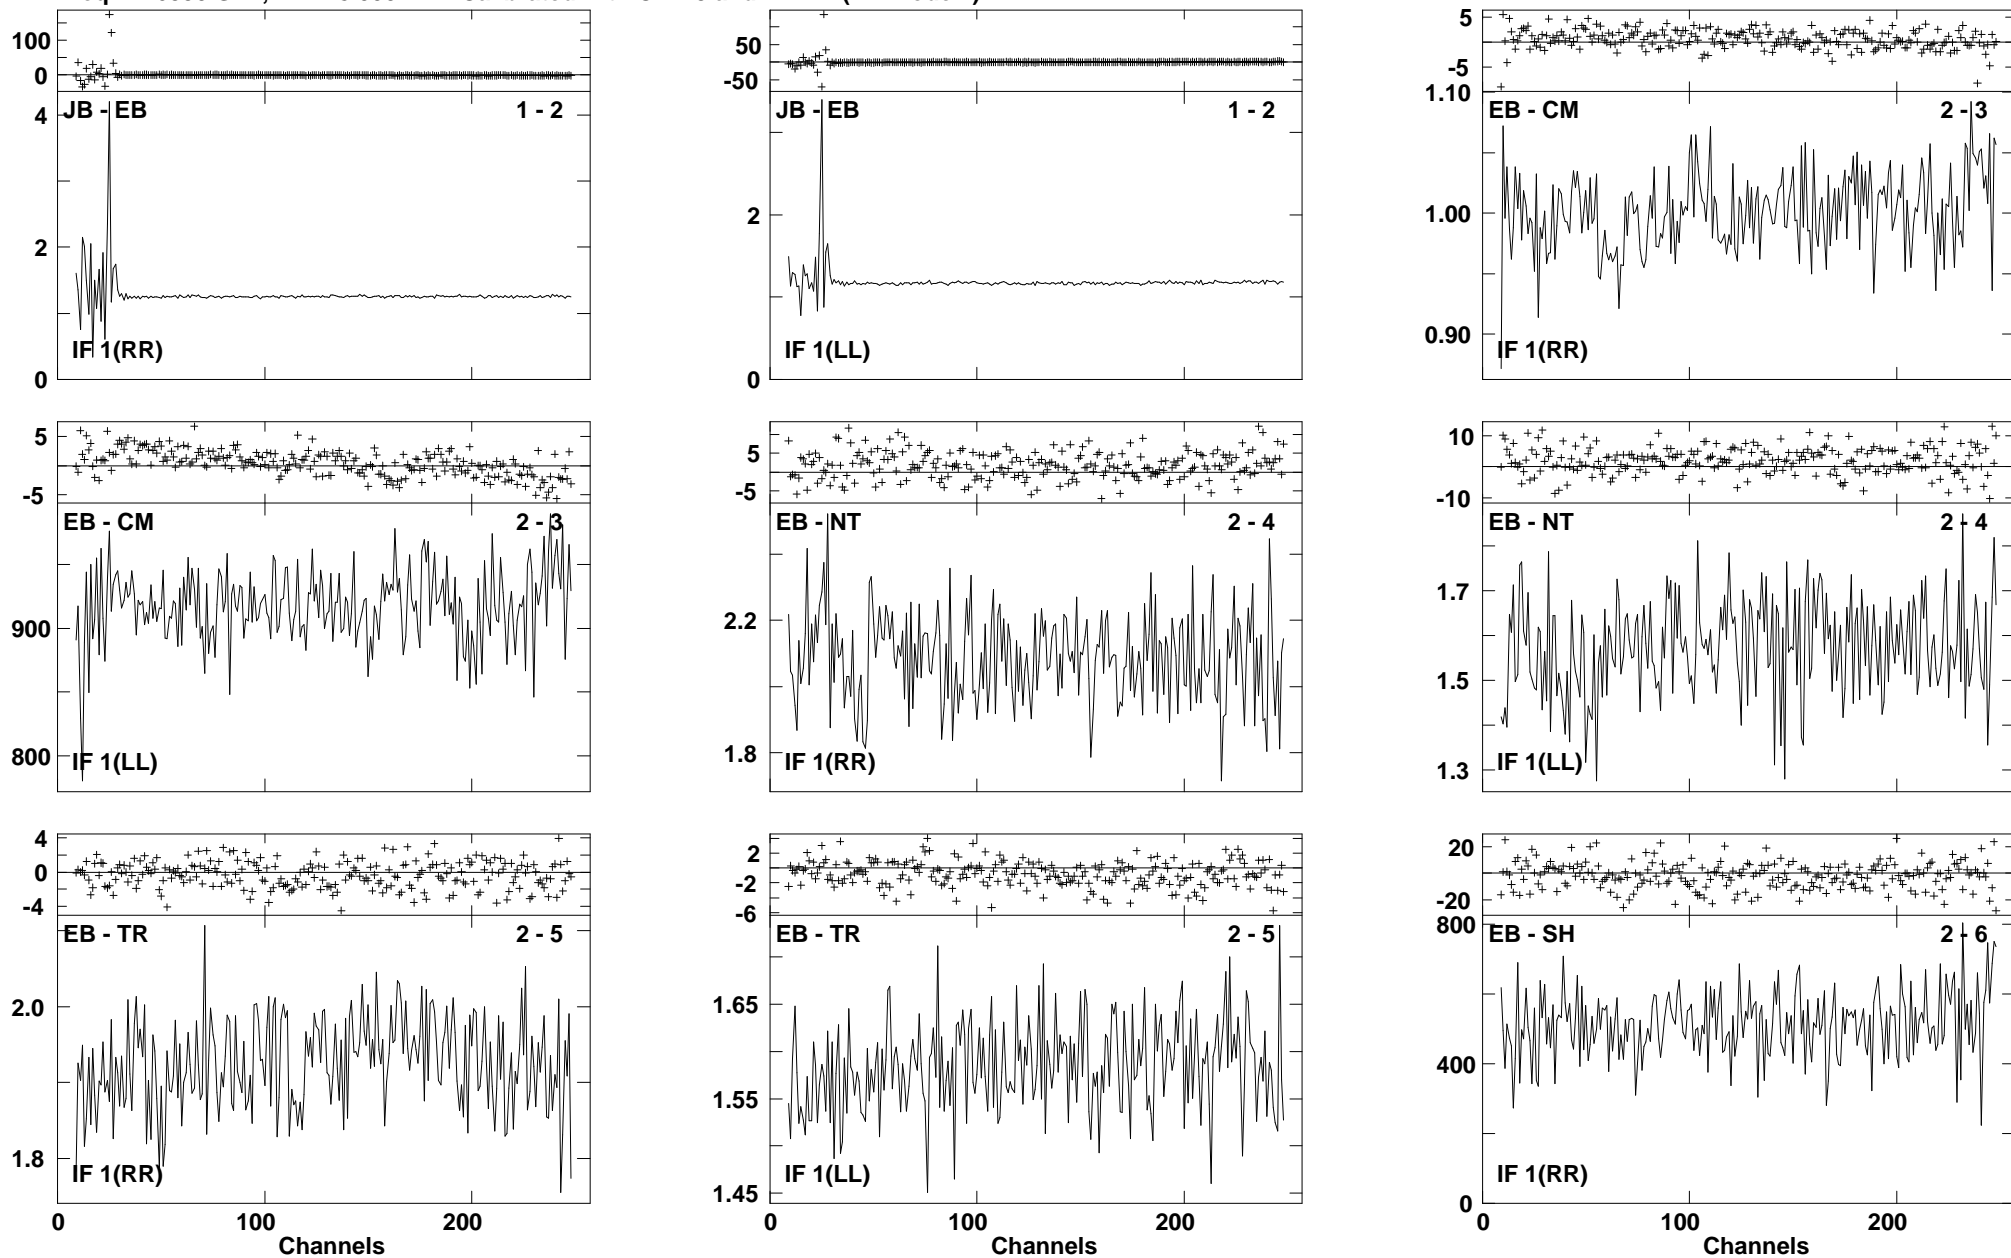 100
0
JB - EB 1 - 2
4
2
0
IF 1(RR)
50
-50
JB - EB 1 - 2
2
0
IF 1(LL)
5
-5
1.10
EB - CM 2 - 3
1.00
0.90
IF 1(RR)
5
-5
EB - CM 2 - 3
900
800
IF 1(LL)
5
-5
EB - NT 2 - 4
2.2
1.8
IF 1(RR)
10
-10
EB - NT 2 - 4
1.7
1.5
1.3
IF 1(LL)
4
0
-4
EB - TR 2 - 5
2.0
1.8
IF 1(RR)
0 100 200
Channels
2
-2
-6
EB - TR 2 - 5
1.65
1.55
1.45
IF 1(LL)
0 100 200
20
-20
800
EB - SH 2 - 6
400
0
IF 1(RR)
0 100 200
Channels